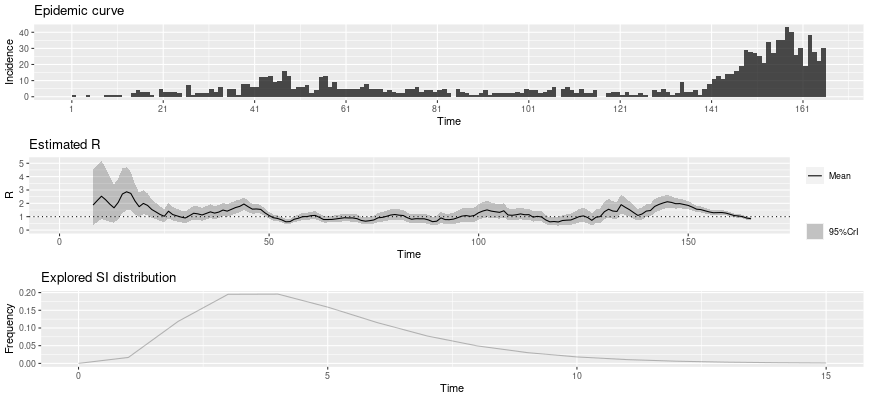 Epidemic curve
Incidence
40
30
20
10
0
1 21 41 61 81 101 121 141 161
Time
Estimated R
R
5
4
3
2
1
0
0 50 100 150
Time
Mean
95%CrI
Explored SI distribution
Frequency
0.20
0.15
0.10
0.05
0.00
0 5 10 15
Time